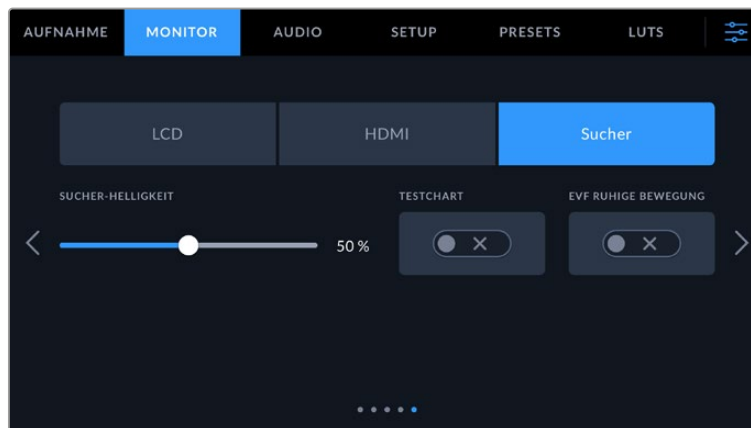 AUFNAHME MONITOR AUDIO SETUP PRESETS LUTS
LCD HDMI Sucher
SUCHER-HELLIGKEIT TESTCHART EVF RUHIGE BEWEGUNG
50 %